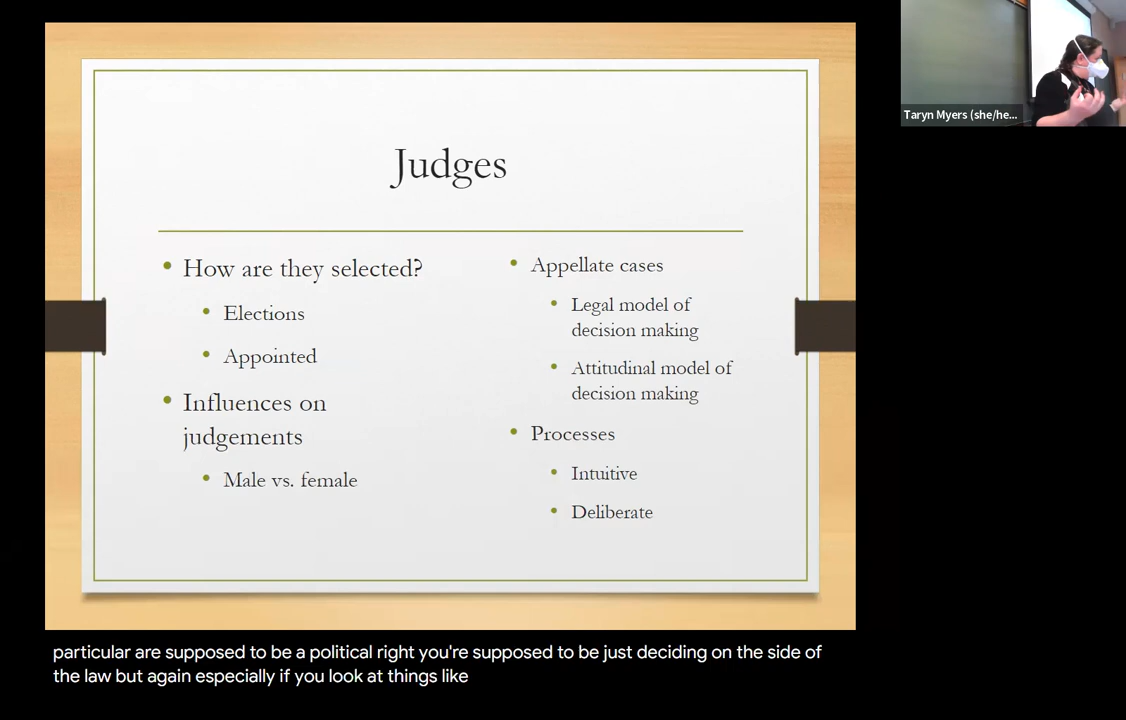 Judges
How are they selected?
Elections
Appointed
Influences on
judgements
Male vs. female
Appellate cases
Legal model of
decision making
Attitudinal model of
decision making
Processes
Intuitive
Deliberate
Taryn Myers (she/he...
particular are supposed to be a political right you're supposed to be just deciding on the side of
the law but again especially if you look at things like